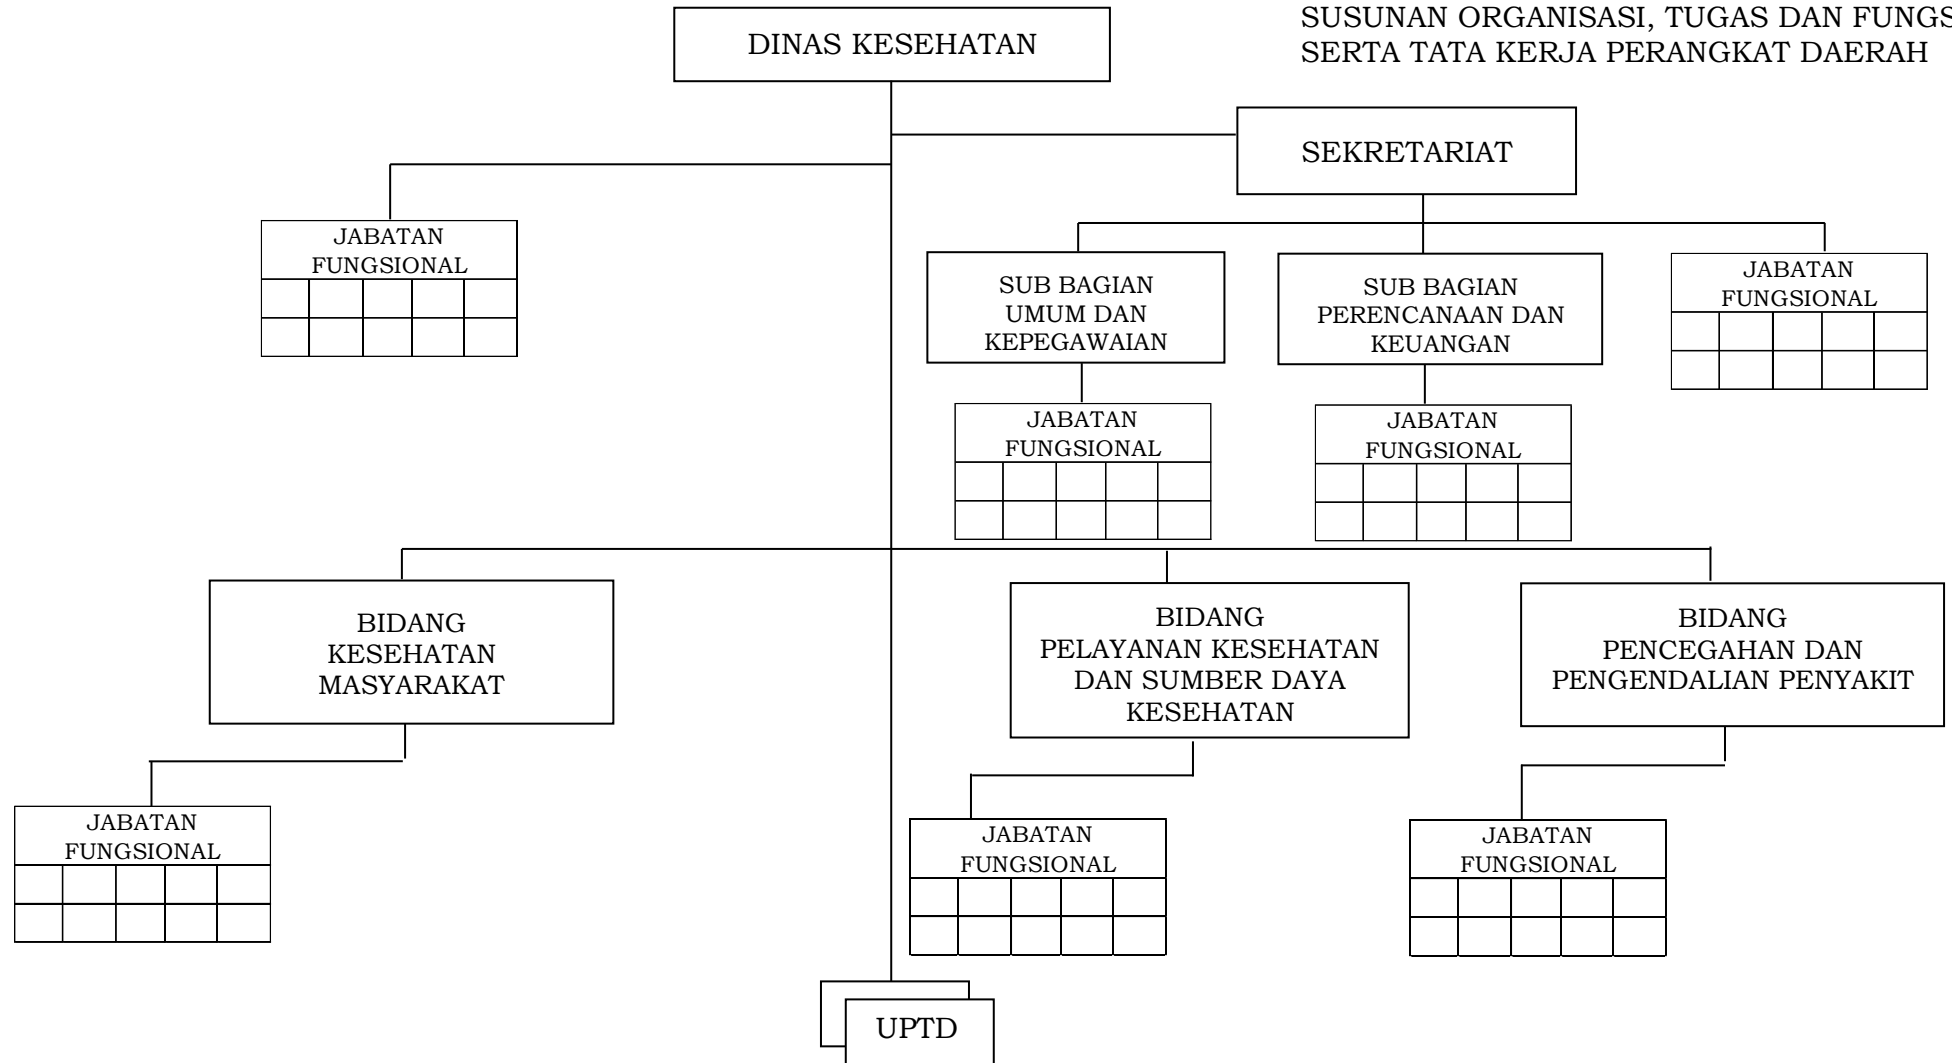 SUSUNAN ORGANISASI, TUGAS DAN FUNGS
SERTA TATA KERJA PERANGKAT DAERAH
DINAS KESEHATAN
SEKRETARIAT
JABATAN
FUNGSIONAL
SUB BAGIAN
UMUM DAN
KEPEGAWAIAN
SUB BAGIAN
PERENCANAAN DAN
KEUANGAN
JABATAN
FUNGSIONAL
JABATAN
FUNGSIONAL
JABATAN
FUNGSIONAL
BIDANG
KESEHATAN
MASYARAKAT
BIDANG
PELAYANAN KESEHATAN
DAN SUMBER DAYA
KESEHATAN
BIDANG
PENCEGAHAN DAN
PENGENDALIAN PENYAKIT
JABATAN
FUNGSIONAL
JABATAN
FUNGSIONAL
JABATAN
FUNGSIONAL
UPTD